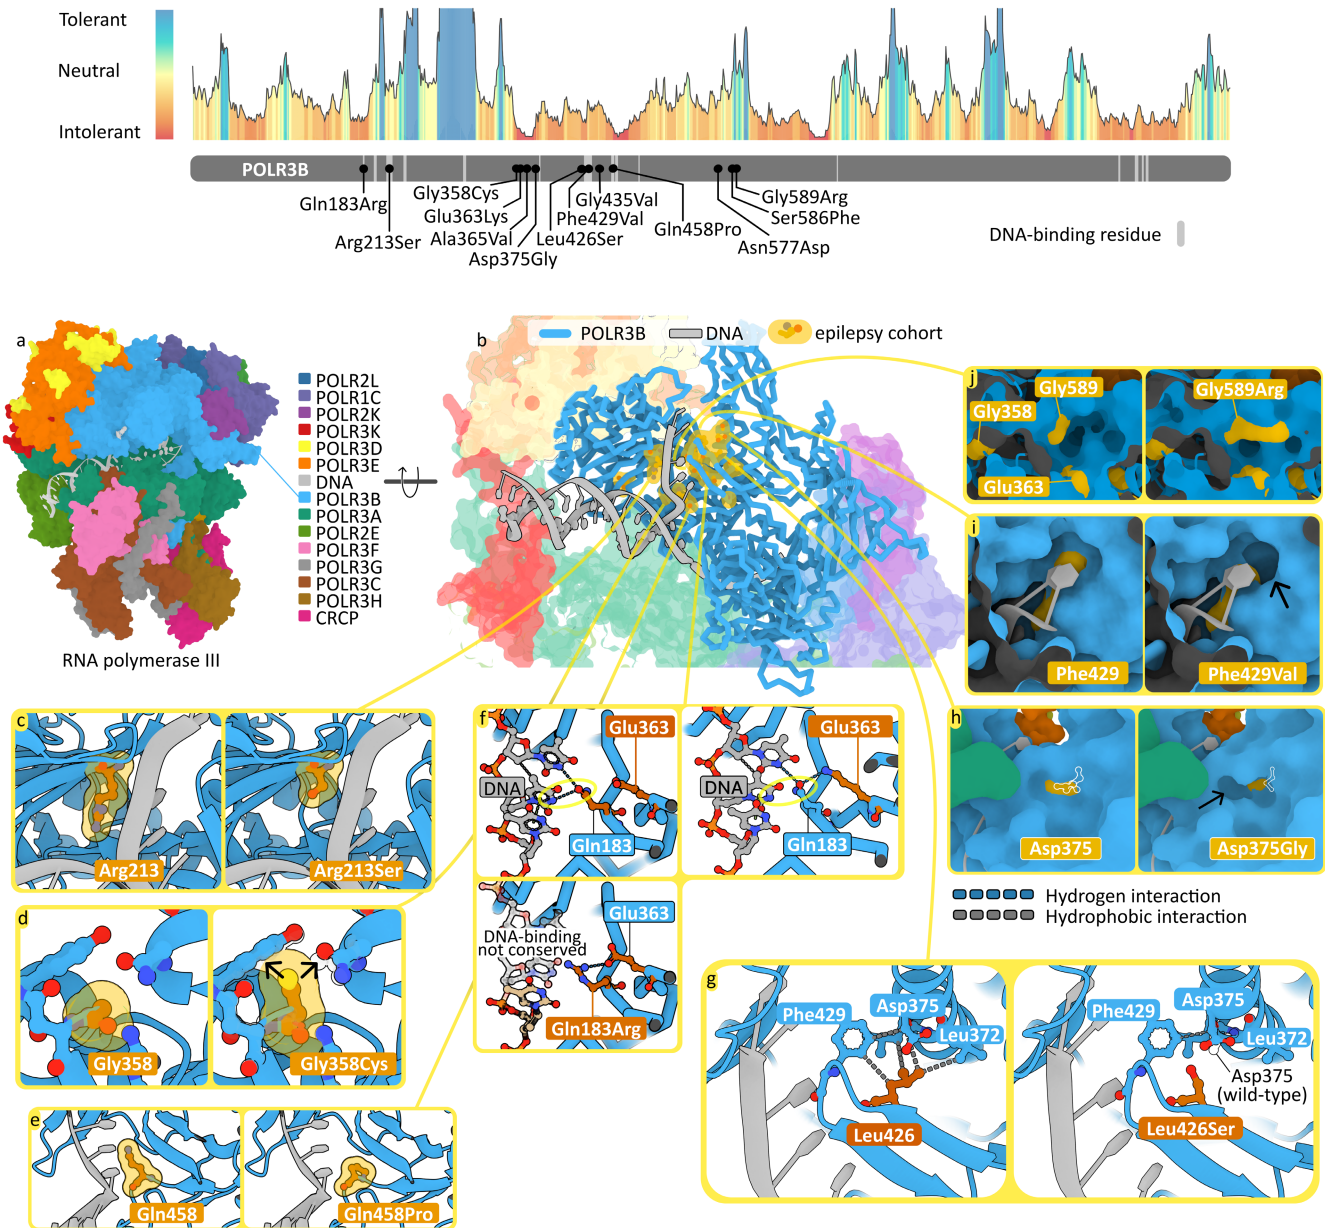 Tolerant
Neutral
Intolerant
POLR3B
Gln183Arg
Arg213Ser
Gly358Cys
Glu363Lys
Ala365Val
Asp375Gly
Leu426Ser
Phe429Val
Gly435Val
Gln458Pro
Gly589Arg
Ser586Phe
Asn577Asp
DNA-binding residue
a
POLR2L
POLR1C
POLR2K
POLR3K
POLR3D
POLR3E
DNA
POLR3B
POLR3A
POLR2E
POLR3F
POLR3G
POLR3C
POLR3H
CRCP
RNA polymerase III
b
POLR3B
DNA
epilepsy cohort
j
Gly589
Gly358
Glu363
Gly589Arg
i
Phe429
Phe429Val
h
Asp375
Asp375Gly
Hydrogen interaction
Hydrophobic interaction
c
Arg213
Arg213Ser
d
Gly358
Gly358Cys
e
Gln458
Gln458Pro
f
Glu363
DNA
Gln183
Glu363
DNA
Gln183
Glu363
DNA-binding
not conserved
Gln183Arg
g
Phe429
Asp375
Leu372
Leu426
Phe429
Asp375
Leu372
Asp375
(wild-type)
Leu426Ser